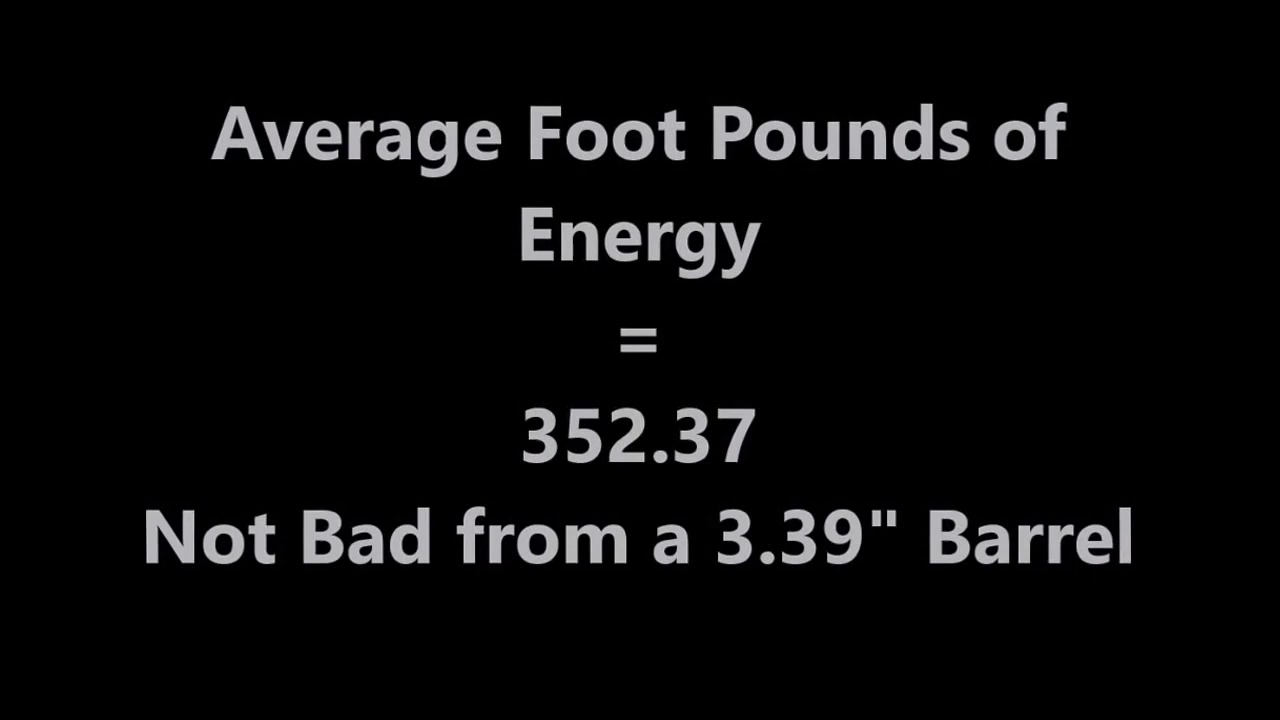 Average Foot Pounds of
Energy
=
352.37
Not Bad from a 3.39" Barrel